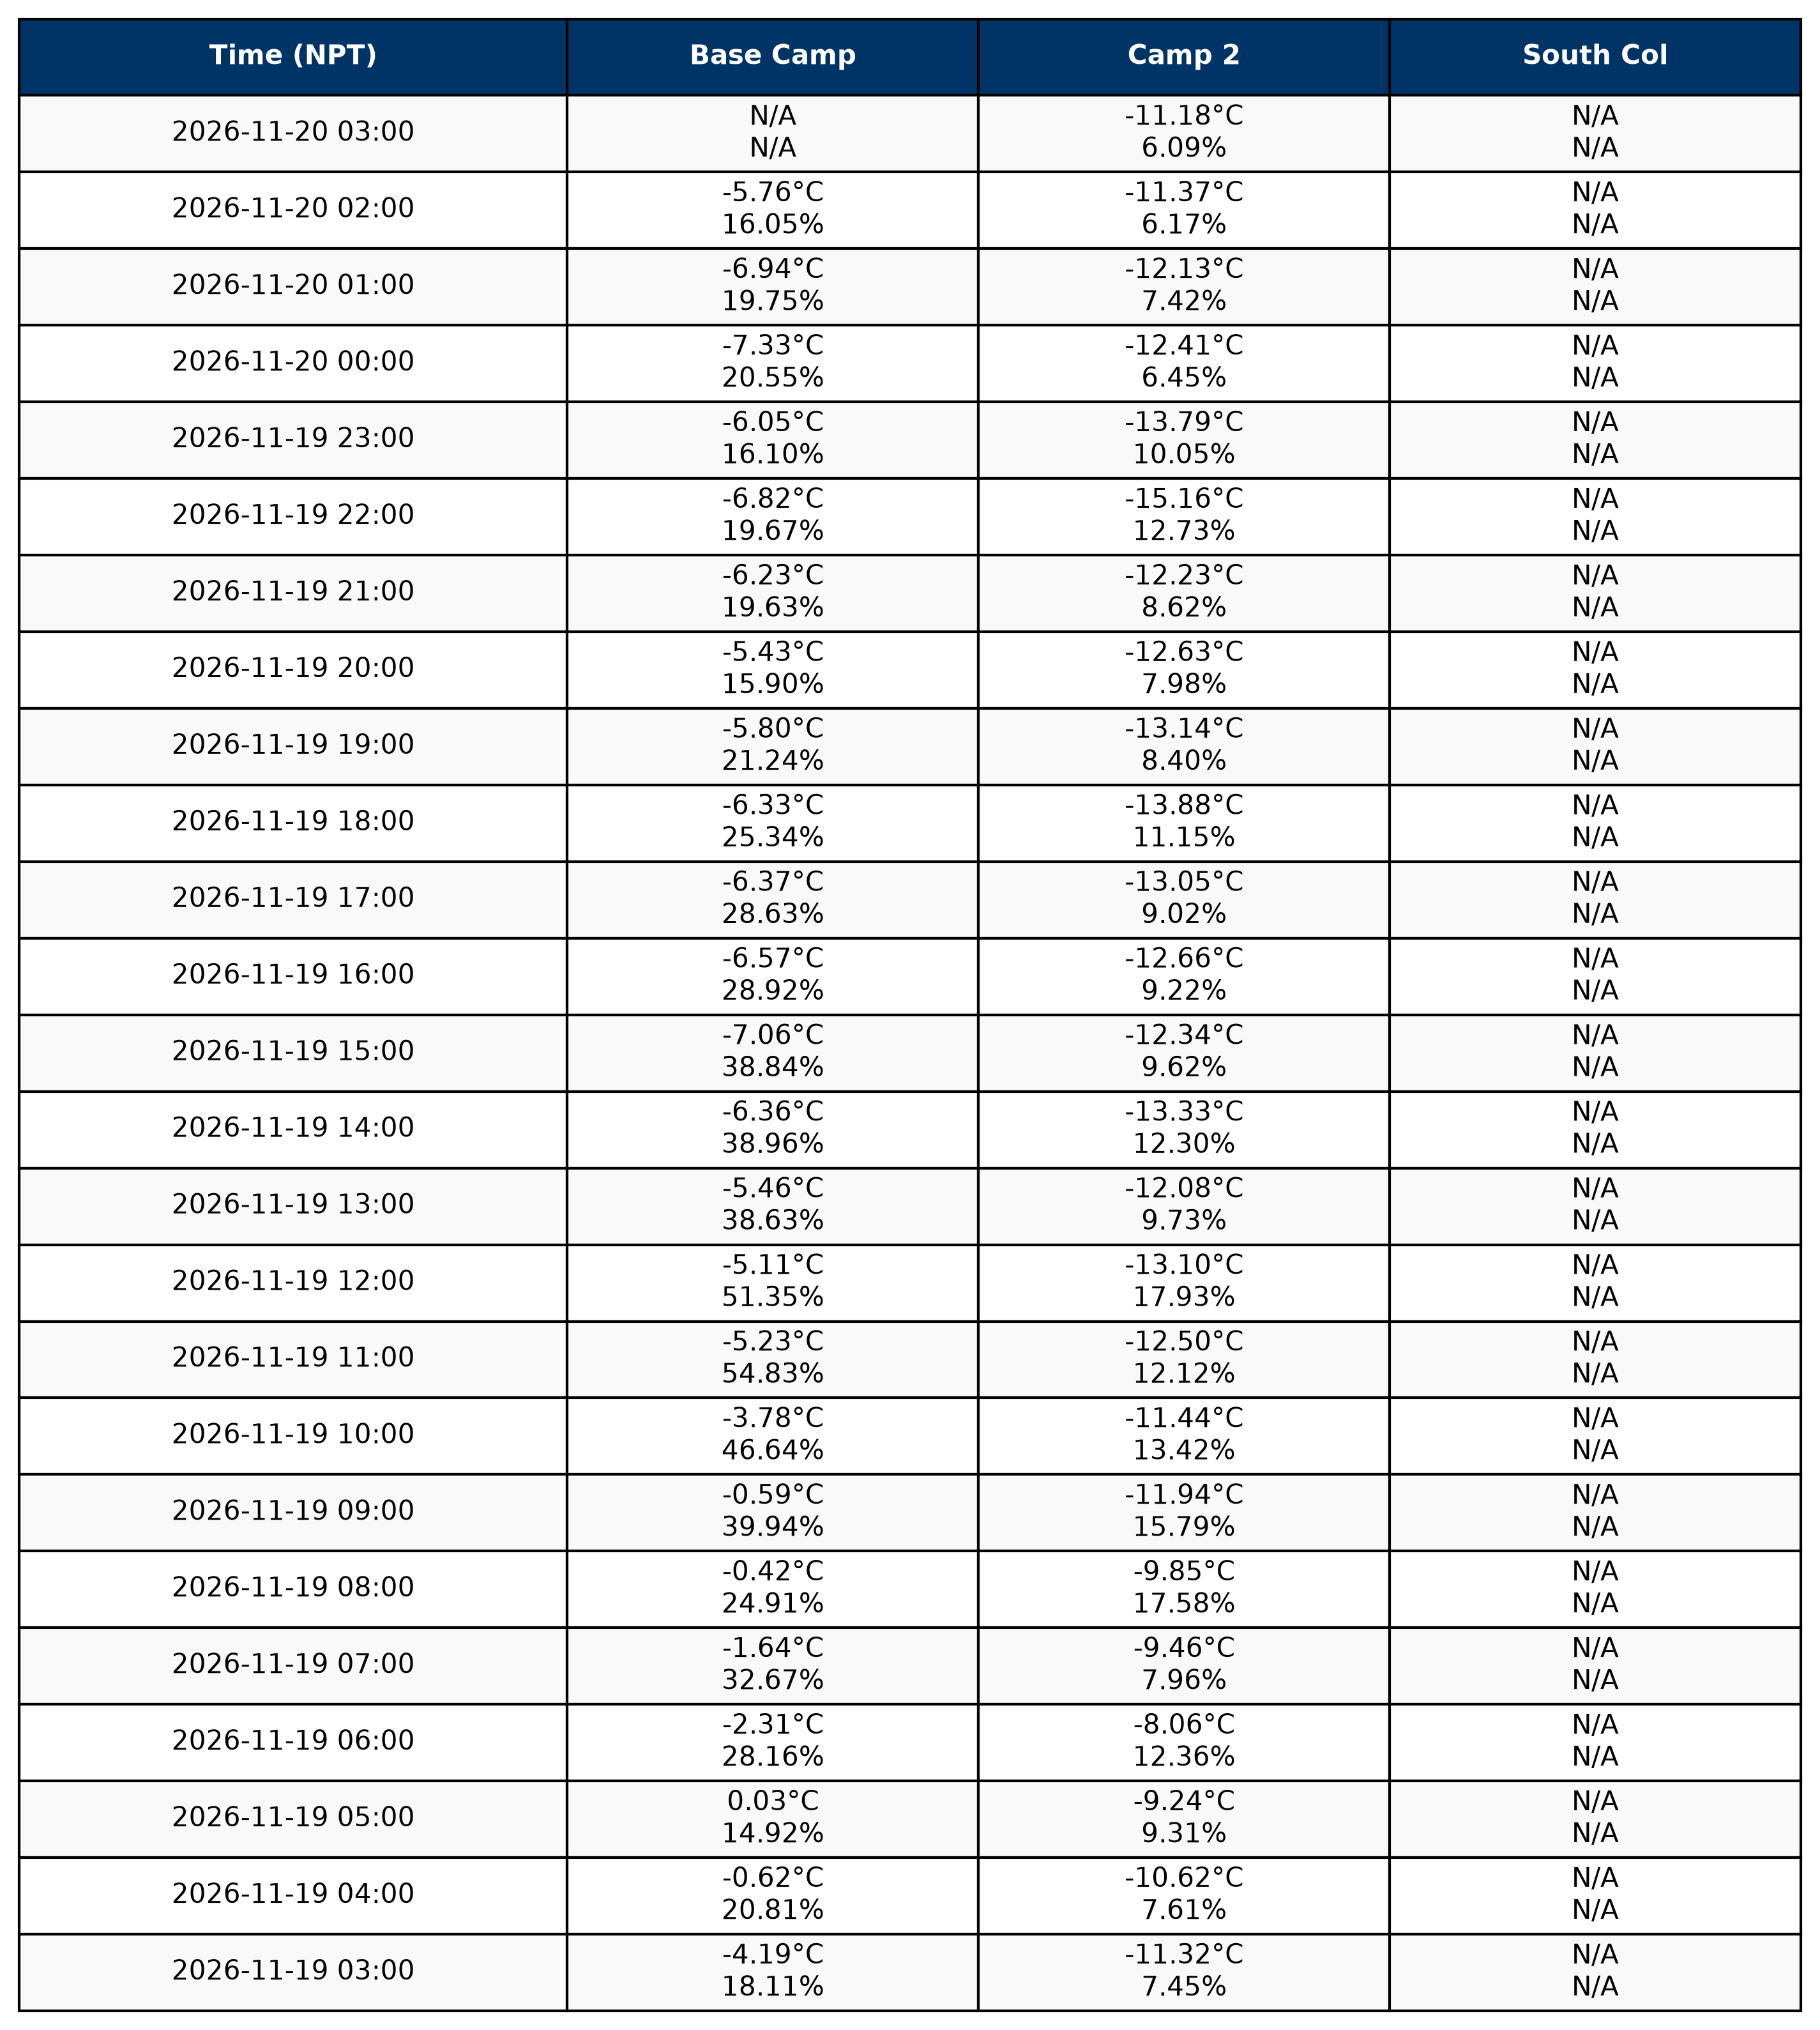 Time (NPT) Base Camp Camp 2 South Col
2026-11-20 03:00 N/A N/A -11.18°C 6.09% N/A N/A
2026-11-20 02:00 -5.76°C 16.05% -11.37°C 6.17% N/A N/A
2026-11-20 01:00 -6.94°C 19.75% -12.13°C 7.42% N/A N/A
2026-11-20 00:00 -7.33°C 20.55% -12.41°C 6.45% N/A N/A
2026-11-19 23:00 -6.05°C 16.10% -13.79°C 10.05% N/A N/A
2026-11-19 22:00 -6.82°C 19.67% -15.16°C 12.73% N/A N/A
2026-11-19 21:00 -6.23°C 19.63% -12.23°C 8.62% N/A N/A
2026-11-19 20:00 -5.43°C 15.90% -12.63°C 7.98% N/A N/A
2026-11-19 19:00 -5.80°C 21.24% -13.14°C 8.40% N/A N/A
2026-11-19 18:00 -6.33°C 25.34% -13.88°C 11.15% N/A N/A
2026-11-19 17:00 -6.37°C 28.63% -13.05°C 9.02% N/A N/A
2026-11-19 16:00 -6.57°C 28.92% -12.66°C 9.22% N/A N/A
2026-11-19 15:00 -7.06°C 38.84% -12.34°C 9.62% N/A N/A
2026-11-19 14:00 -6.36°C 38.96% -13.33°C 12.30% N/A N/A
2026-11-19 13:00 -5.46°C 38.63% -12.08°C 9.73% N/A N/A
2026-11-19 12:00 -5.11°C 51.35% -13.10°C 17.93% N/A N/A
2026-11-19 11:00 -5.23°C 54.83% -12.50°C 12.12% N/A N/A
2026-11-19 10:00 -3.78°C 46.64% -11.44°C 13.42% N/A N/A
2026-11-19 09:00 -0.59°C 39.94% -11.94°C 15.79% N/A N/A
2026-11-19 08:00 -0.42°C 24.91% -9.85°C 17.58% N/A N/A
2026-11-19 07:00 -1.64°C 32.67% -9.46°C 7.96% N/A N/A
2026-11-19 06:00 -2.31°C 28.16% -8.06°C 12.36% N/A N/A
2026-11-19 05:00 0.03°C 14.92% -9.24°C 9.31% N/A N/A
2026-11-19 04:00 -0.62°C 20.81% -10.62°C 7.61% N/A N/A
2026-11-19 03:00 -4.19°C 18.11% -11.32°C 7.45% N/A N/A